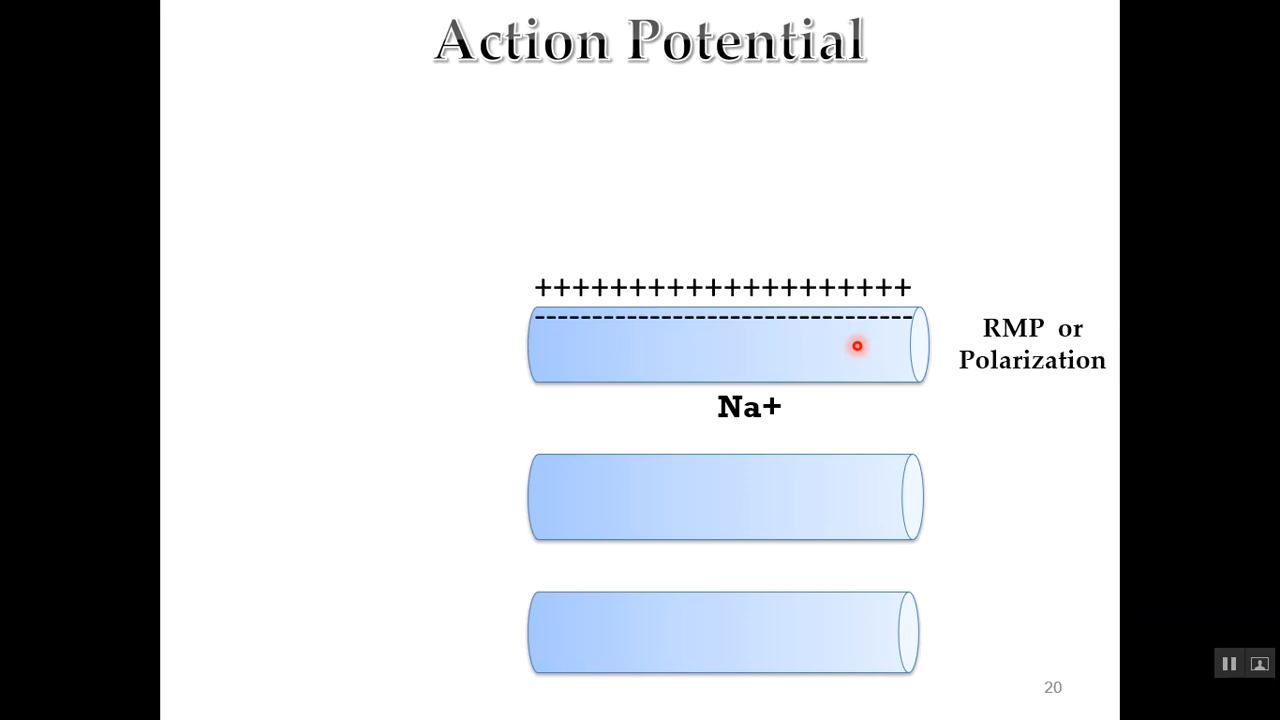 Action Potential
++++++++++++++++++++
--------------------------
RMP or
Polarization
Na+
20